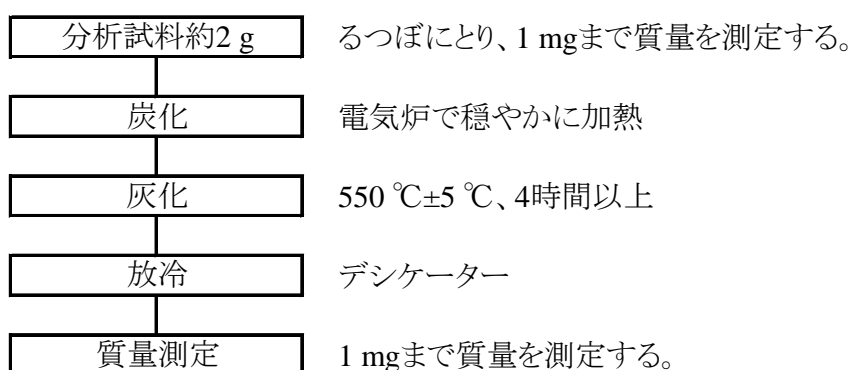 分析試料約2 g るつぼにとり、1 mgまで質量を測定する。
炭化 電気炉で穏やかに加熱
灰化 550 ℃±5 ℃、4時間以上
放冷 デシケーター
質量測定 1 mgまで質量を測定する。